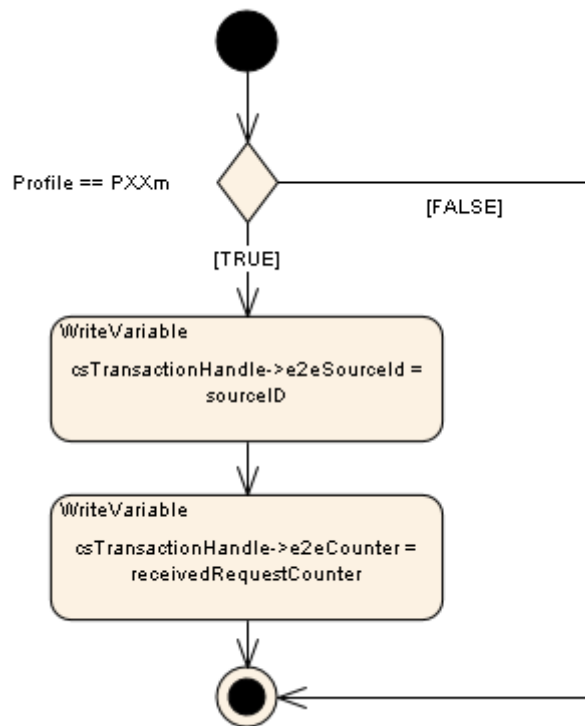 Profile == PXXm
[FALSE]
[TRUE]
WriteVariable
csTransactionHandle->e2eSourceId =
sourceID
WriteVariable
csTransactionHandle->e2eCounter =
receivedRequestCounter